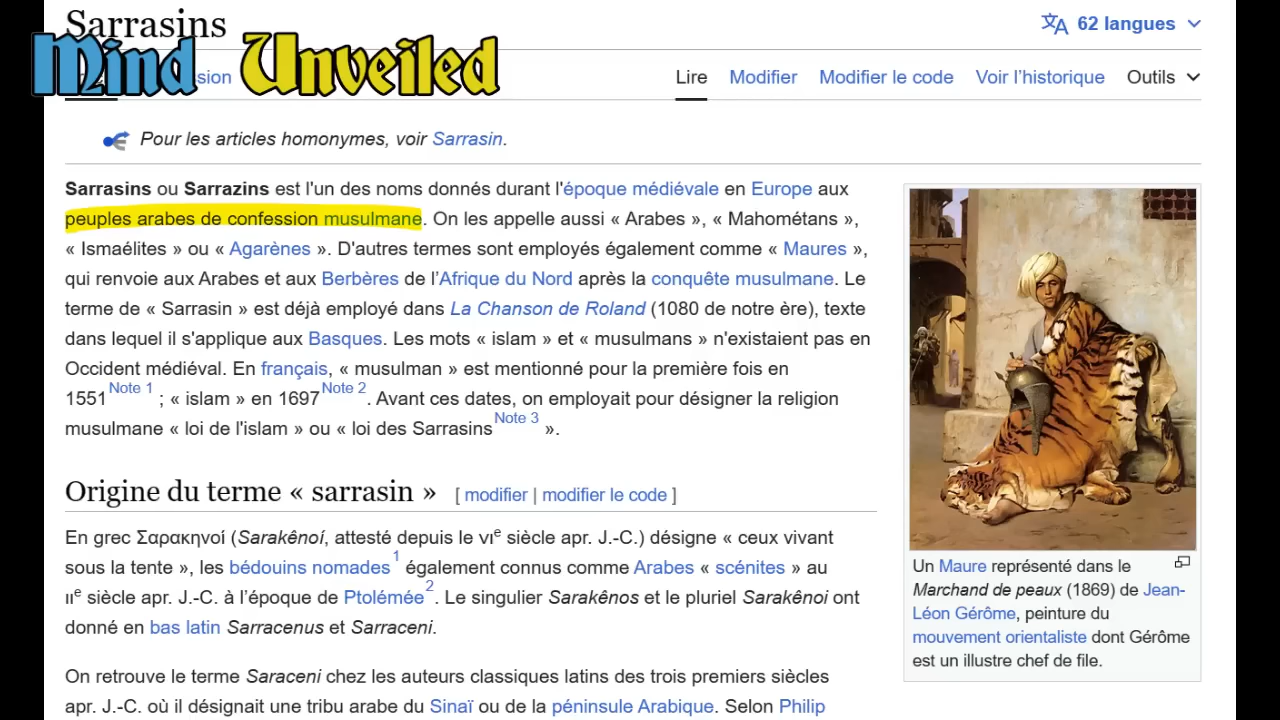 Sarrasins
62 langues
Mind Unveiled
ssion
Lire Modifier Modifier le code Voir l'historique Outils
Pour les articles homonymes, voir Sarrasin.
Sarrasins ou Sarrazins est l'un des noms donnés durant l'époque médiévale en Europe aux
peuples arabes de confession musulmane. On les appelle aussi « Arabes », « Mahométans »,
« Ismaélites » ou « Agarènes ». D'autres termes sont employés également comme « Maures »,
qui renvoie aux Arabes et aux Berbères de l'Afrique du Nord après la conquête musulmane. Le
terme de « Sarrasin » est déjà employé dans La Chanson de Roland (1080 de notre ère), texte
dans lequel il s'applique aux Basques. Les mots « islam » et « musulmans » n'existaient pas en
Occident médiéval. En français, « musulman » est mentionné pour la première fois en
1551 Note 1 ; « islam » en 1697 Note 2. Avant ces dates, on employait pour désigner la religion
musulmane « loi de l'islam » ou « loi des Sarrasins Note 3 ».
Origine du terme « sarrasin » [ modifier | modifier le code ]
En grec Σαρακηνοί (Sarakênoí, attesté depuis le VIe siècle apr. J.-C.) désigne « ceux vivant
sous la tente », les bédouins nomades 1 également connus comme Arabes « scénites » au
IIe siècle apr. J.-C. à l'époque de Ptolémée 2. Le singulier Sarakênos et le pluriel Sarakênoi ont
donné en bas latin Sarracenus et Sarraceni.
On retrouve le terme Saraceni chez les auteurs classiques latins des trois premiers siècles
apr. J.-C. où il désignait une tribu arabe du Sinaï ou de la péninsule Arabique. Selon Philip
Un Maure représenté dans le
Marchand de peaux (1869) de Jean-
Léon Gérôme, peinture du
mouvement orientaliste dont Gérôme
est un illustre chef de file.